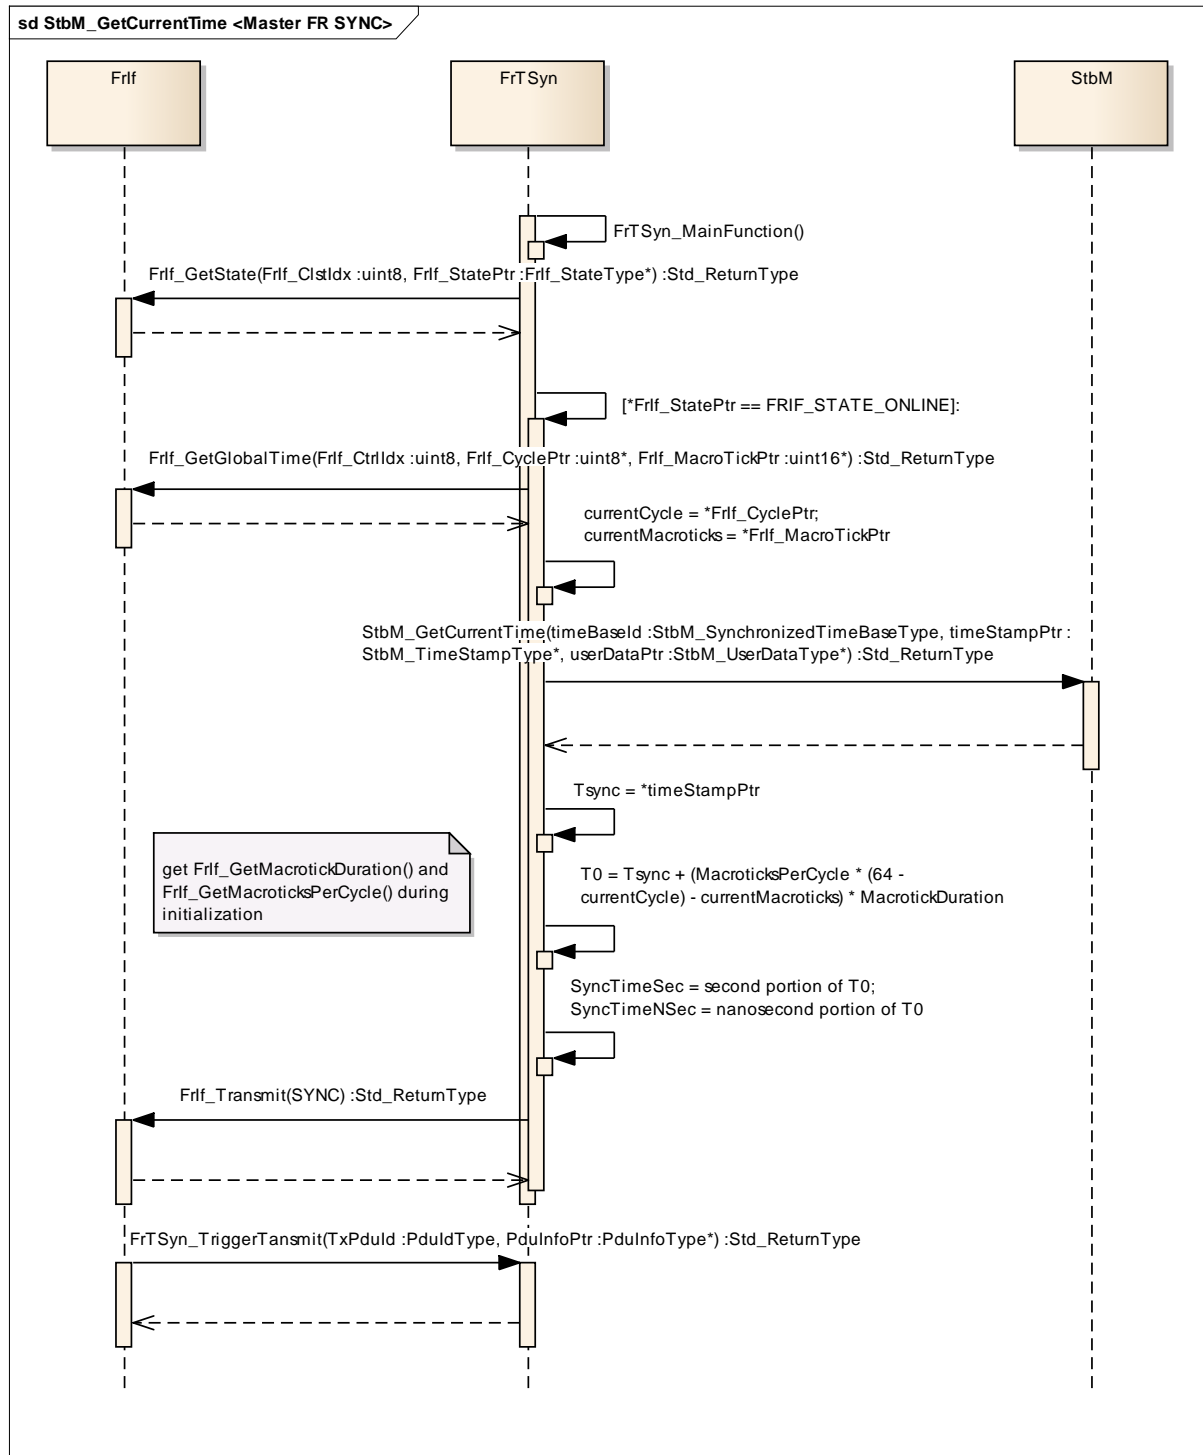 sd StbM_GetCurrentTime <Master FR SYNC>
FrIf
FrTSyn
StbM
FrTSyn_MainFunction()
FrIf_GetState(FrIf_ClstIdx :uint8, FrIf_StatePtr :FrIf_StateType*) :Std_ReturnType
[*FrIf_StatePtr == FRIF_STATE_ONLINE]:
FrIf_GetGlobalTime(FrIf_CtrlIdx :uint8, FrIf_CyclePtr :uint8*, FrIf_MacroTickPtr :uint16*) :Std_ReturnType
currentCycle = *FrIf_CyclePtr;
currentMacroticks = *FrIf_MacroTickPtr
StbM_GetCurrentTime(timeBaseId :StbM_SynchronizedTimeBaseType, timeStampPtr :
StbM_TimeStampType*, userDataPtr :StbM_UserDataType*) :Std_ReturnType
Tsync = *timeStampPtr
get FrIf_GetMacrotickDuration() and
FrIf_GetMacroticksPerCycle() during
initialization
T0 = Tsync + (MacroticksPerCycle * (64 -
currentCycle) - currentMacroticks) * MacrotickDuration
SyncTimeSec = second portion of T0;
SyncTimeNSec = nanosecond portion of T0
FrIf_Transmit(SYNC) :Std_ReturnType
FrTSyn_TriggerTansmit(TxPduId :PduIdType, PduInfoPtr :PduInfoType*) :Std_ReturnType